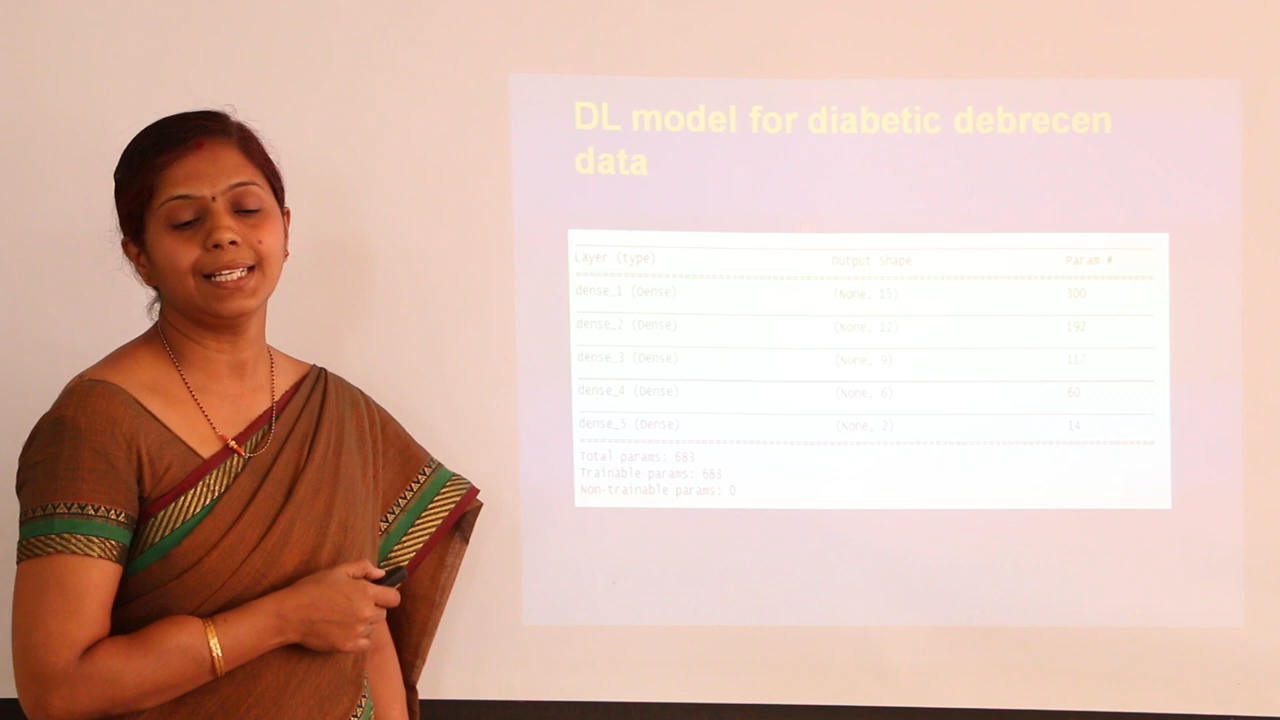 DL model for diabetic debrecen
data
Layer (type) Output Shape Param #
dense_1 (Dense) (None, 15) 300
dense_2 (Dense) (None, 12) 192
dense_3 (Dense) (None, 9) 117
dense_4 (Dense) (None, 6) 60
dense_5 (Dense) (None, 2) 14
Total params: 683
Trainable params: 683
Non-trainable params: 0